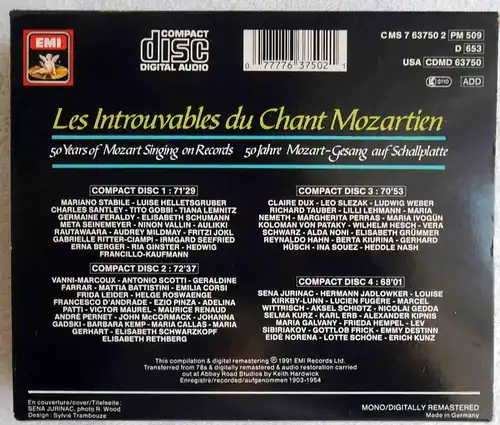 EMI
COMPACT
disc
DIGITAL AUDIO
0 77776 37502 1
CMS 7 63750 2 PM 509
D 653
USA CDMD 63750
0110 ADD
Les Introuvables du Chant Mozartien
50 Years of Mozart Singing on Records 50 Jahre Mozart-Gesang auf Schallplatte
COMPACT DISC 1 : 71'29
MARIANO STABILE - LUISE HELLETSGRUBER
CHARLES SANTLEY - TITO GOBBI - TIANA LEMNITZ
GERMAINE FERALDY - ELISABETH SCHUMANN
META SEINEMEYER - NINON VALLIN - AULIKKI
RAUTAWAARA - AUDREY MILDMAY - FRITZI JOKL
GABRIELLE RITTER-CIAMPI - IRMGARD SEEFRIED
ERNA BERGER - RIA GINSTER - HEDWIG
FRANCILLO-KAUFMANN
COMPACT DISC 2 : 72'37
VANNI-MARCOUX - ANTONIO SCOTTI - GERALDINE
FARRAR - MATTIA BATTISTINI - EMILIA CORSI
FRIDA LEIDER - HELGE ROSWAENGE
FRANCESCO D'ANDRADE - EZIO PINZA - ADELINA
PATTI - VICTOR MAUREL - MAURICE RENAUD
ANDRÉ PERNET - JOHN McCORMACK - JOHANNA
GADSKI - BARBARA KEMP - MARIA CALLAS - MARIA
GERHART - ELISABETH SCHWARZKOPF
ELISABETH RETHBERG
COMPACT DISC 3 : 70'53
CLAIRE DUX - LEO SLEZAK - LUDWIG WEBER
RICHARD TAUBER - LILLI LEHMANN - MARIA
NEMETH - MARGHERITA PERRAS - MARIA IVOGÜN
KOLOMAN VON PATAKY - WILHELM HESCH - VERA
SCHWARZ - ALDA NONI - ELISABETH GRÜMMER
REYNALDO HAHN - BERTA KIURINA - GERHARD
HÜSCH - INA SOUEZ - HEDDLE NASH
COMPACT DISC 4 : 68'01
SENA JURINAC - HERMANN JADLOWKER - LOUISE
KIRKBY-LUNN - LUCIEN FUGÈRE - MARCEL
WITTRISCH - AKSEL SCHIØTZ - NICOLAI GEDDA
SELMA KURZ - KARL ERB - ALEXANDER KIPNIS
MARIA GALVANY - FRIEDA HEMPEL - LEV
SIBIRIAKOV - GOTTLOB FRICK - EMMY DESTINN
EIDÉ NORENA - LOTTE SCHÖNE - ERICH KUNZ
This compilation & digital remastering ℗ 1991 EMI Records Ltd.
Transferred from 78s & digitally remastered & audio restoration carried
out at Abbey Road Studios by Keith Hardwick
Enregistré/recorded/aufgenommen 1903-1954
En couverture/cover/Titelseite :
SENA JURINAC, photo R. Wood
Design : Sylvie Trambouze
MONO/DIGITALLY REMASTERED
Made in Germany